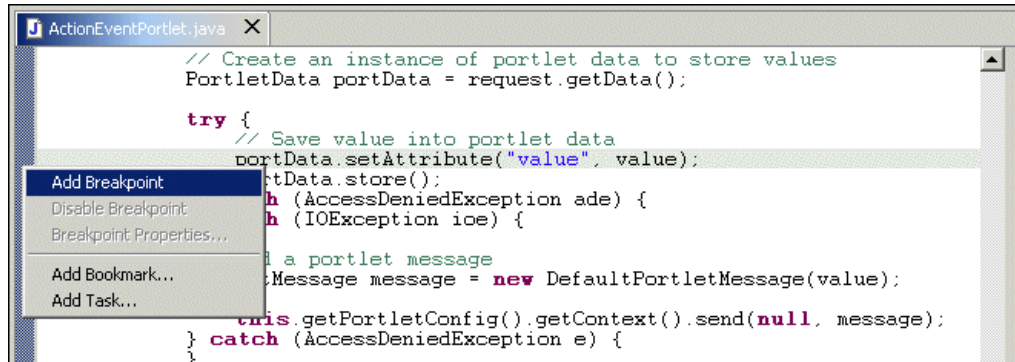 ActionEventPortlet.java
// Create an instance of portlet data to store values
PortletData portData = request.getData();
try {
// Save value into portlet data
portData.setAttribute("value", value);
Add Breakpoint
rtData.store();
Disable Breakpoint
h (AccessDeniedException ade) {
h (IOException ioe) {
Breakpoint Properties...
d a portlet message
Add Bookmark...
tMessage message = new DefaultPortletMessage(value);
Add Task...
this.getPortletConfig().getContext().send(null, message);
} catch (AccessDeniedException e) {
}